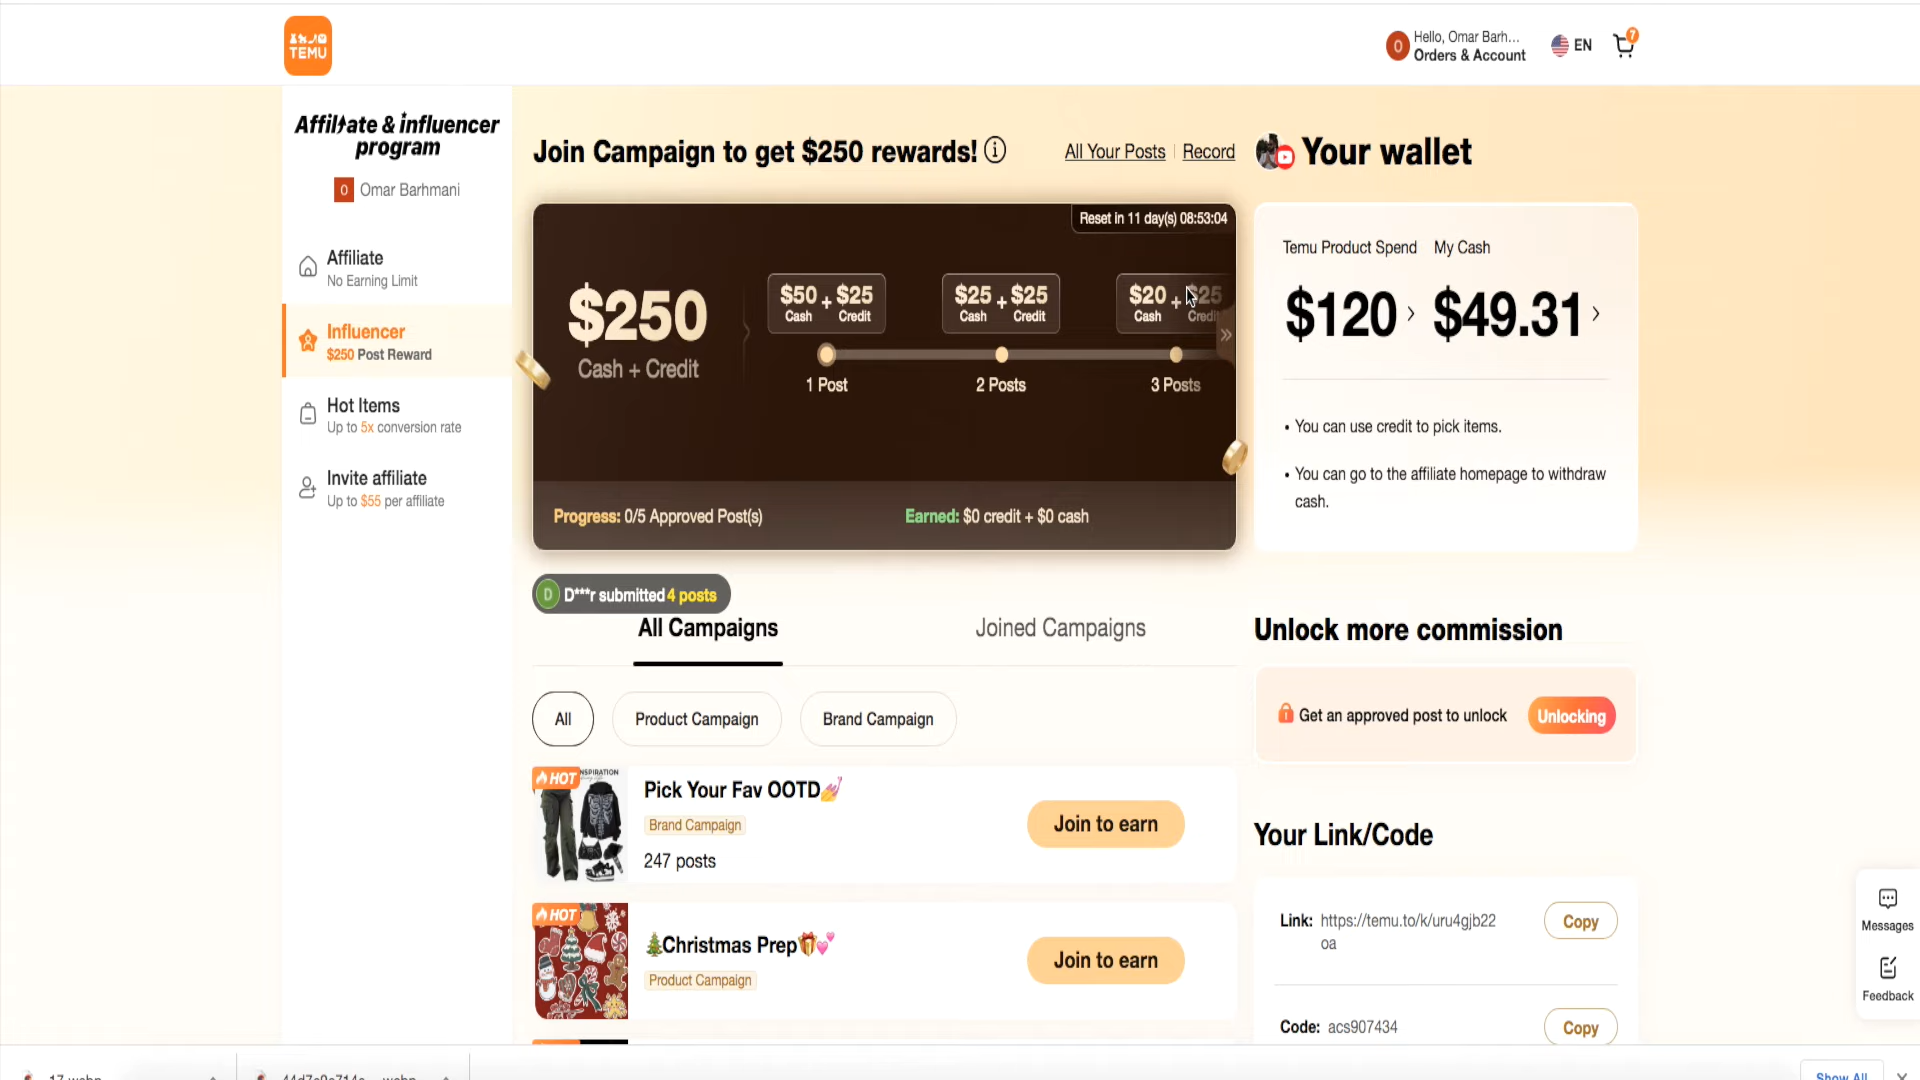 TEMU
Hello, Omar Barh...
Orders & Account
EN
7
Affiliate & influencer
program
O Omar Barhmani
Affiliate
No Earning Limit
Influencer
$250 Post Reward
Hot Items
Up to 5x conversion rate
Invite affiliate
Up to $55 per affiliate
Join Campaign to get $250 rewards!
All Your Posts
Record
Reset in 11 day(s) 08:53:04
$250
Cash + Credit
$50 + $25
Cash Credit
1 Post
$25 + $25
Cash Credit
2 Posts
$20 + $25
Cash Credit
3 Posts
Progress: 0/5 Approved Post(s)
Earned: $0 credit + $0 cash
D D***r submitted 4 posts
All Campaigns
Joined Campaigns
All
Product Campaign
Brand Campaign
HOT
Pick Your Fav OOTD💅
Brand Campaign
247 posts
Join to earn
HOT
🎄Christmas Prep🎁💕
Product Campaign
Join to earn
Your wallet
Temu Product Spend
My Cash
$120 ›
$49.31 ›
• You can use credit to pick items.
• You can go to the affiliate homepage to withdraw
cash.
Unlock more commission
Get an approved post to unlock
Unlocking
Your Link/Code
Link: https://temu.to/k/uru4gjb22
oa
Copy
Code: acs907434
Copy
Messages
Feedback
Show All